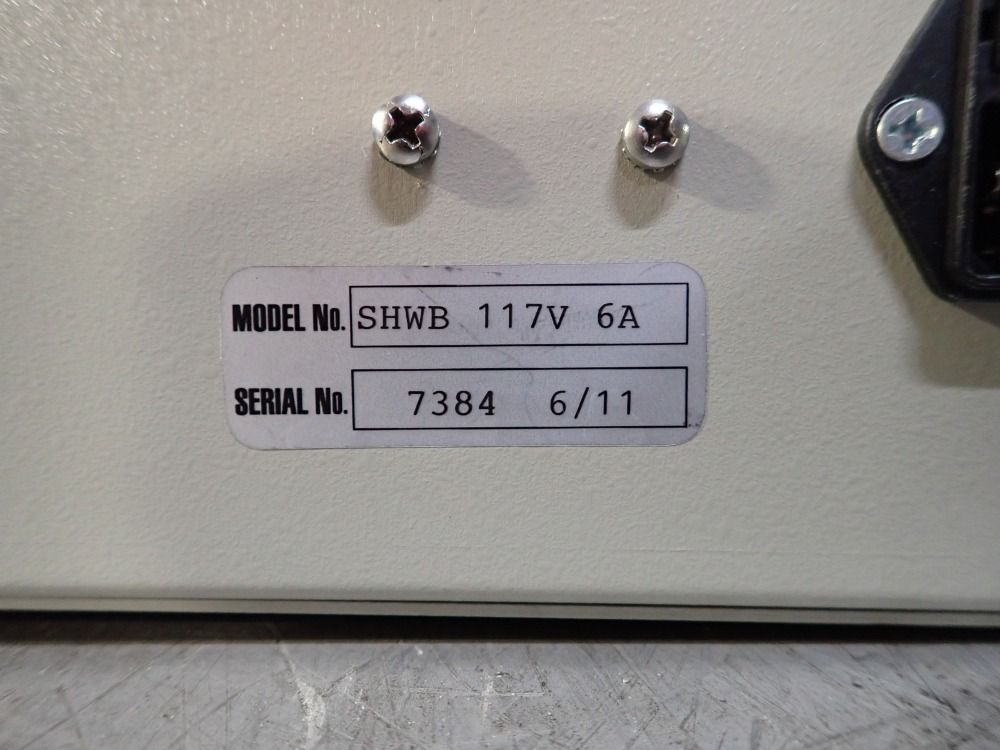 MODEL No. SHWB 117V 6A
SERIAL No. 7384 6/11